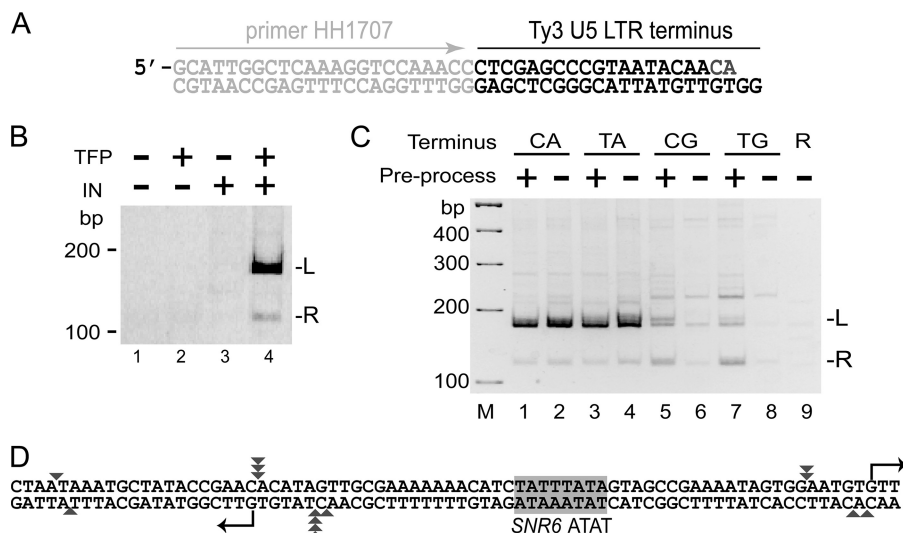 A
primer HH1707 Ty3 U5 LTR terminus
5’-GCATTGGCTCAAAGGTCCAAACCCTCGAGCCCGTAATACAACA
CGTAACCGAGTTTCCAGGTTTGGGAGCTCGGGCATTATGTTGTGG
B
TFP - + - +
IN - - + +
bp
200
-L
-R
100
1 2 3 4
C
Terminus CA TA CG TG R
Pre-process + - + - + - + - -
bp
400
300
200
-L
-R
100
M 1 2 3 4 5 6 7 8 9
D
CTAATAAATGCTATACCGAACACATAGTTGCGAAAAAAACATCTATTTATAGTAGCCGAAAATAGTGGAATGTGTT
GATTATTTACGATATGGCTTGTGTATCAACGCTTTTTTTGTAGATAAATATCATCGGCTTTTATCACCTTACACAA
SNR6 ATAT